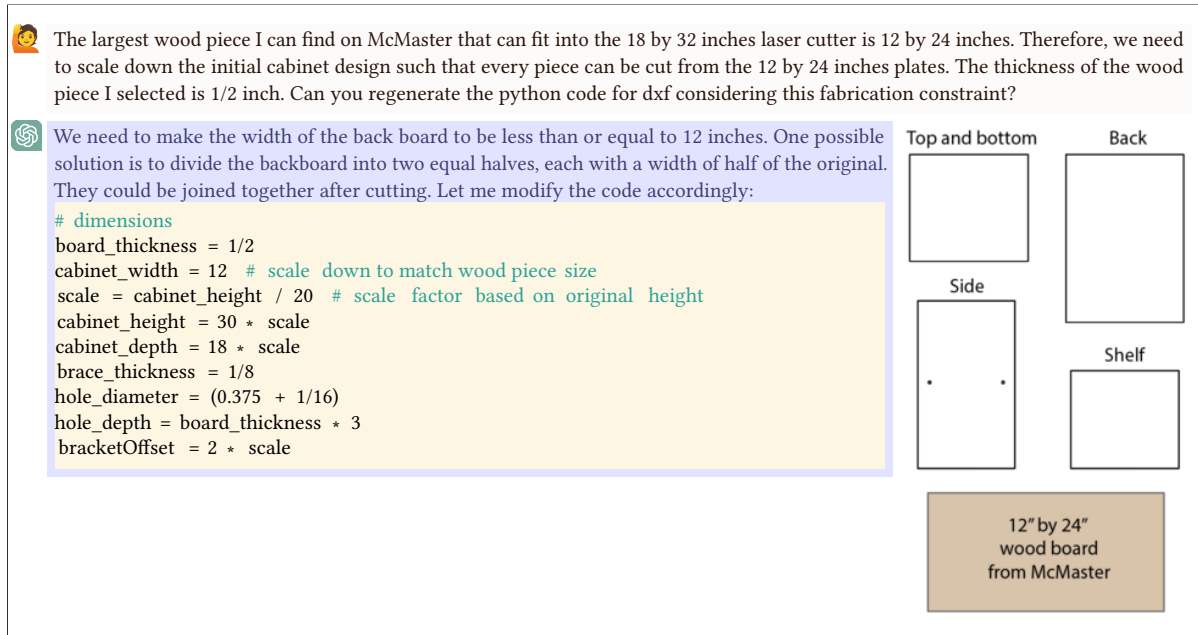 The largest wood piece I can find on McMaster that can fit into the 18 by 32 inches laser cutter is 12 by 24 inches. Therefore, we need
to scale down the initial cabinet design such that every piece can be cut from the 12 by 24 inches plates. The thickness of the wood
piece I selected is 1/2 inch. Can you regenerate the python code for dxf considering this fabrication constraint?
We need to make the width of the back board to be less than or equal to 12 inches. One possible
solution is to divide the backboard into two equal halves, each with a width of half of the original.
They could be joined together after cutting. Let me modify the code accordingly:
# dimensions
board_thickness = 1/2
cabinet_width = 12 # scale down to match wood piece size
scale = cabinet_height / 20 # scale factor based on original height
cabinet_height = 30 * scale
cabinet_depth = 18 * scale
brace_thickness = 1/8
hole_diameter = (0.375 + 1/16)
hole_depth = board_thickness * 3
bracketOffset = 2 * scale
Top and bottom
Back
Side
Shelf
12” by 24”
wood board
from McMaster